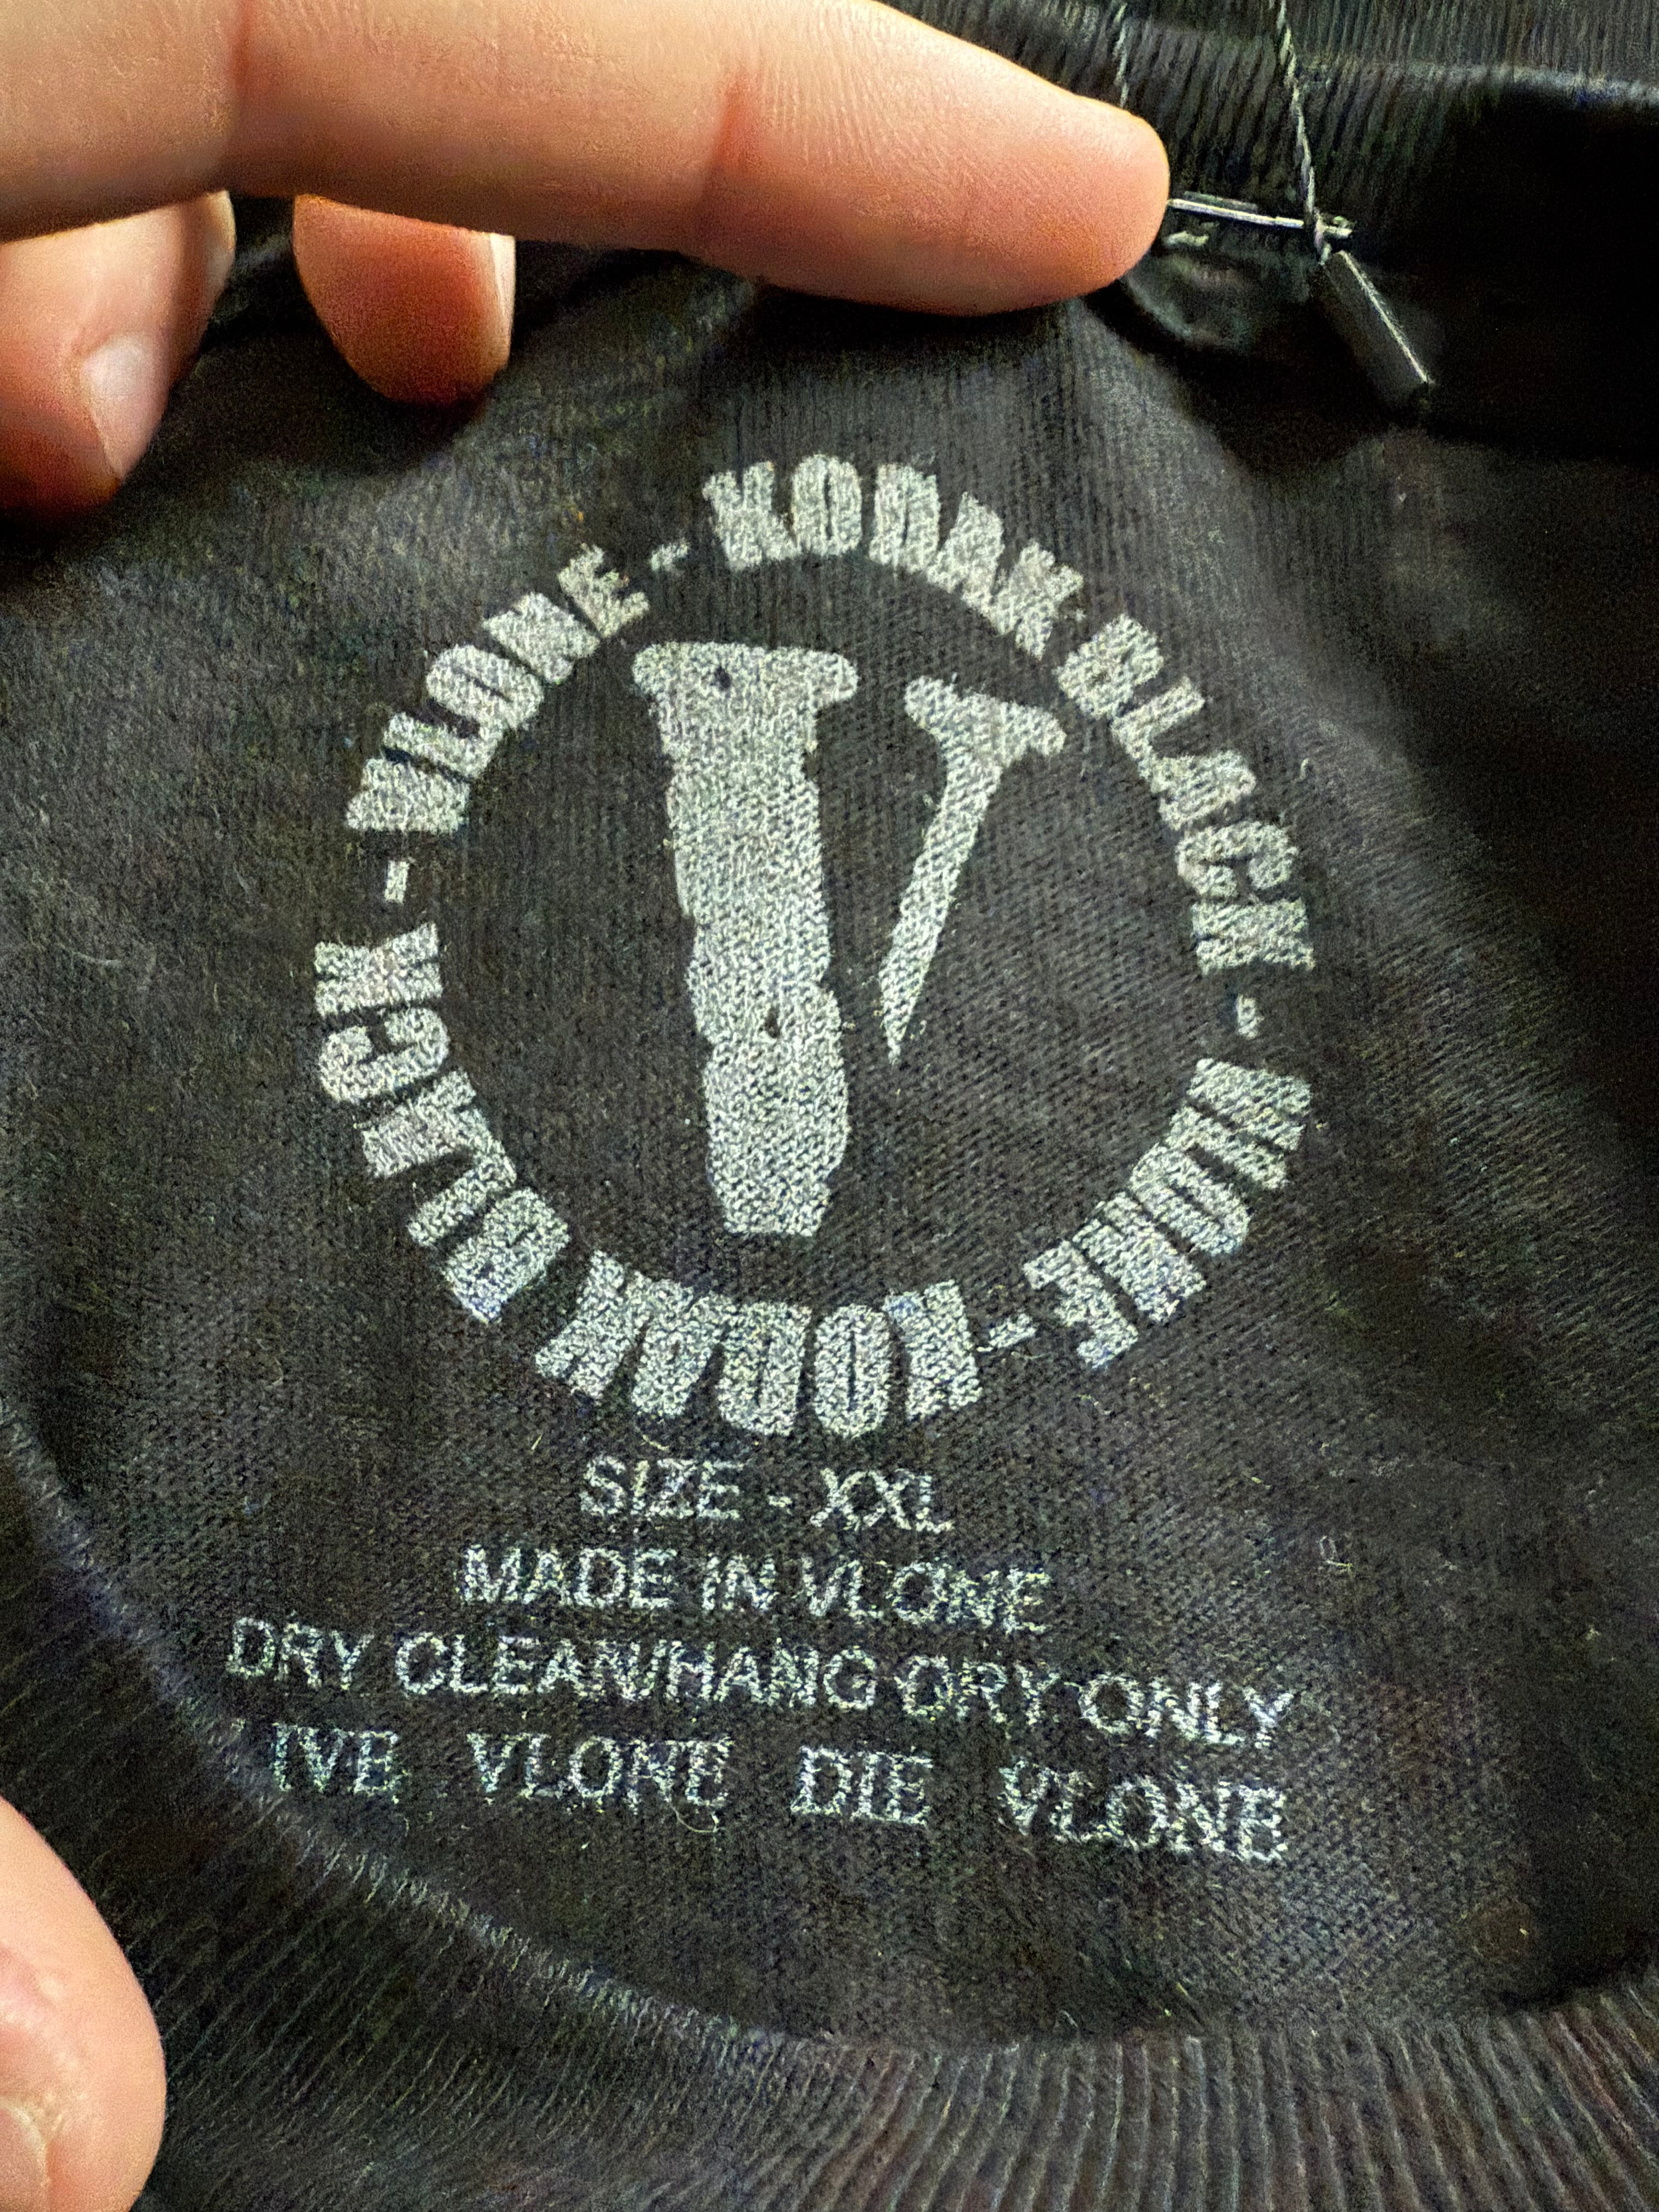 VLONE - KODAK BLACK - VLONE - KODAK BLACK -
V
SIZE - XXL
MADE IN VLONE
DRY CLEAN/HANG DRY ONLY
LIVE VLONE DIE VLONE